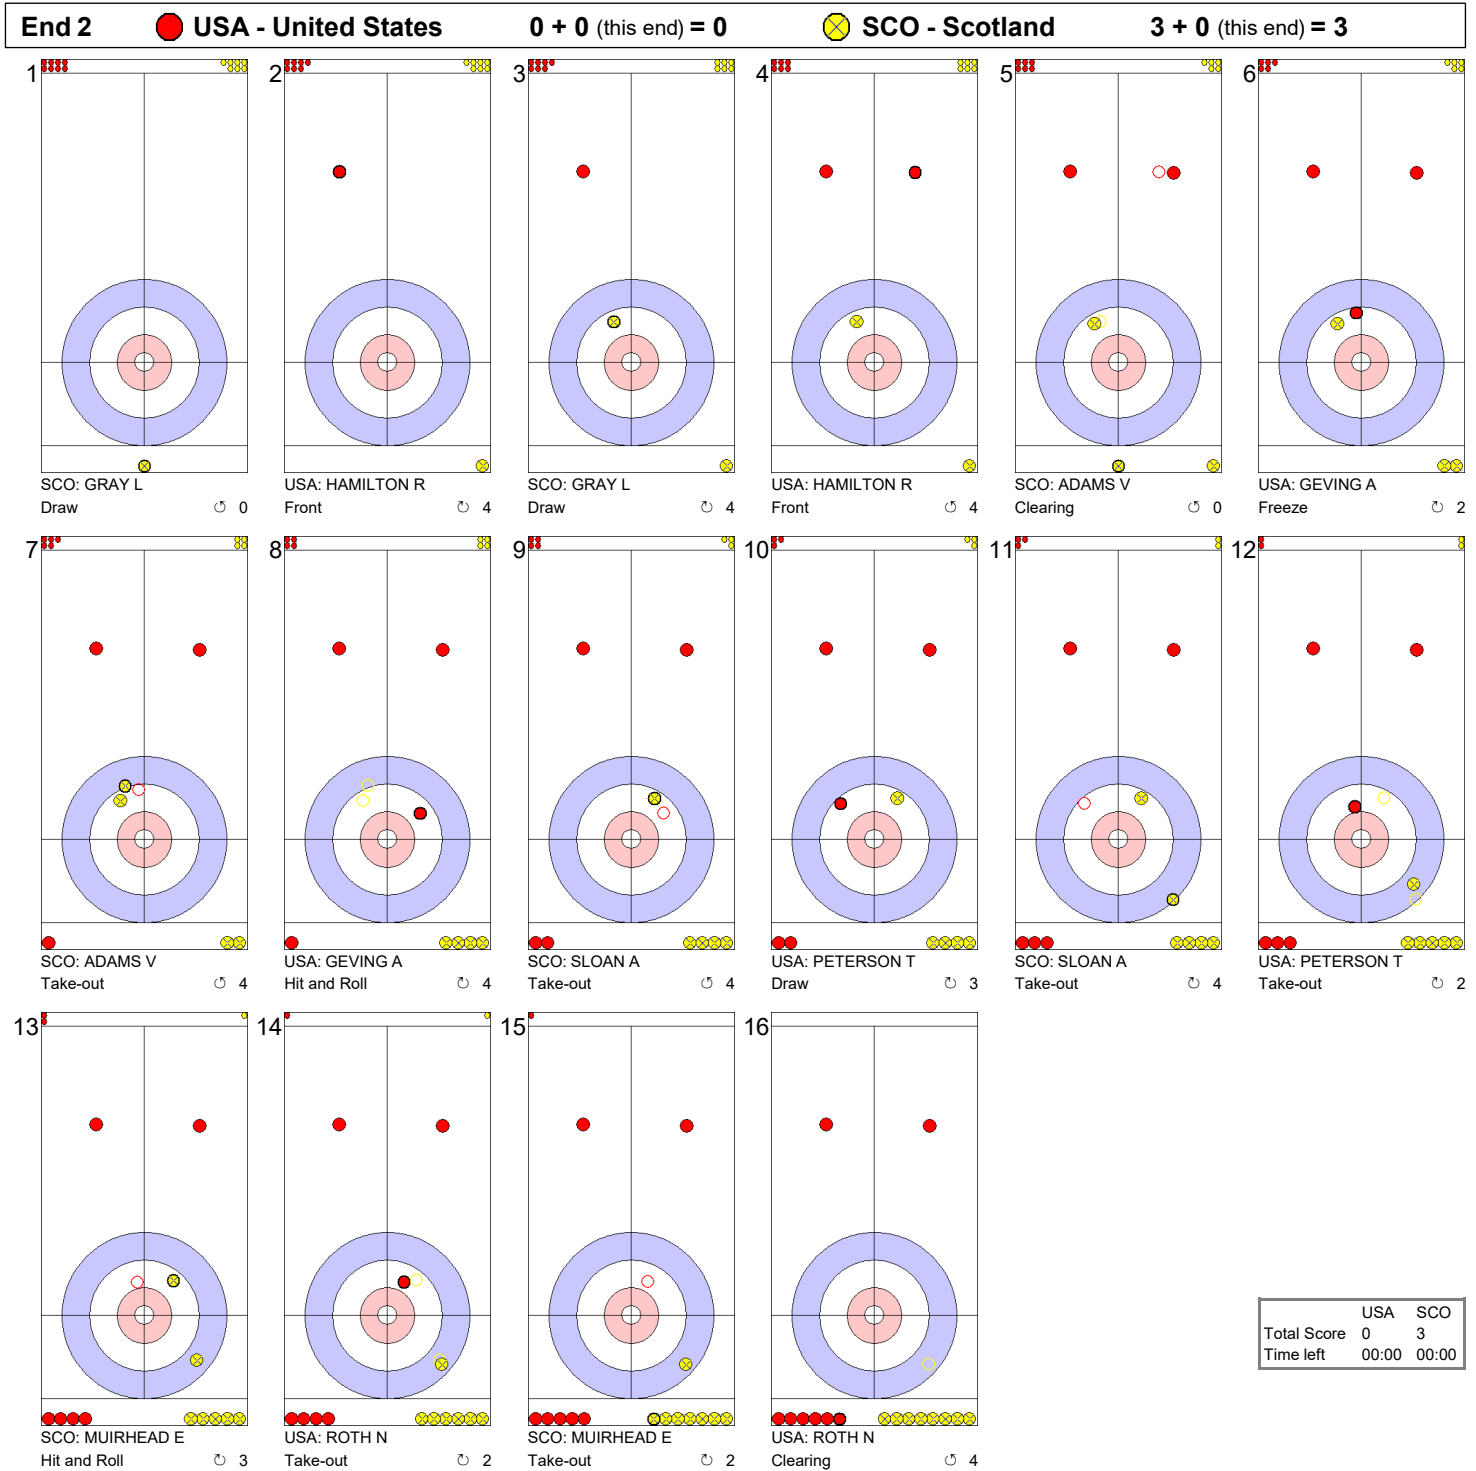 End 2 USA - United States 0 + 0 (this end) = 0 SCO - Scotland 3 + 0 (this end) = 3
1 2 3 4 5 6
SCO: GRAY L USA: HAMILTON R SCO: GRAY L USA: HAMILTON R SCO: ADAMS V USA: GEVING A
Draw ↺ 0 Front ↻ 4 Draw ↻ 4 Front ↺ 4 Clearing ↺ 0 Freeze ↻ 2
7 8 9 10 11 12
SCO: ADAMS V USA: GEVING A SCO: SLOAN A USA: PETERSON T SCO: SLOAN A USA: PETERSON T
Take-out ↺ 4 Hit and Roll ↻ 4 Take-out ↺ 4 Draw ↻ 3 Take-out ↺ 4 Take-out ↻ 2
13 14 15 16
SCO: MUIRHEAD E USA: ROTH N SCO: MUIRHEAD E USA: ROTH N
Hit and Roll ↻ 3 Take-out ↻ 2 Take-out ↻ 2 Clearing ↺ 4
USA SCO
Total Score 0 3
Time left 00:00 00:00